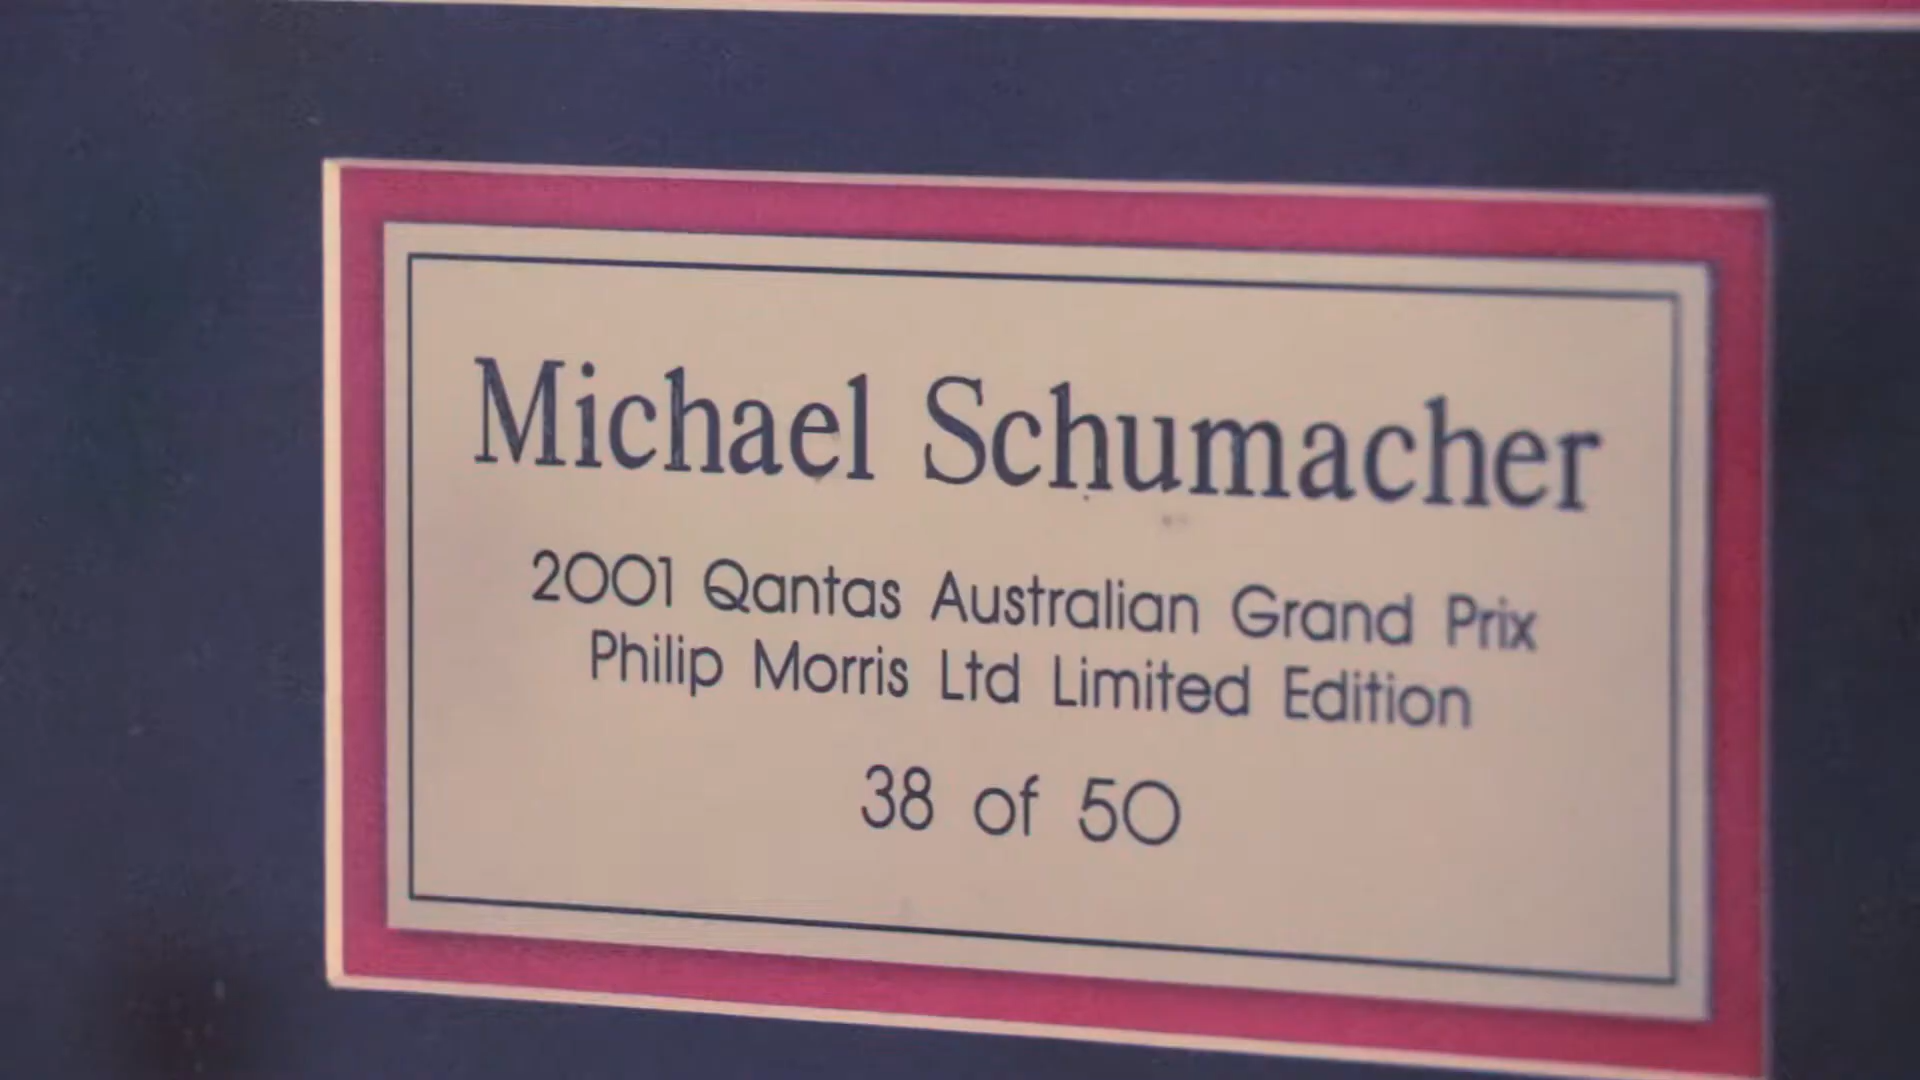 Michael Schumacher
2001 Qantas Australian Grand Prix
Philip Morris Ltd Limited Edition
38 of 50